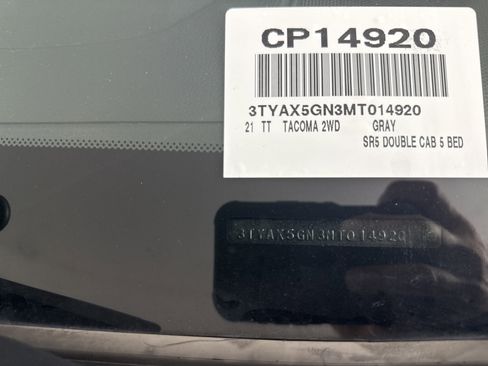 CP14920
3TYAX5GN3MT014920
21 TT TACOMA 2WD GRAY
SR5 DOUBLE CAB 5 BED
3TYAX5GN3MT014920